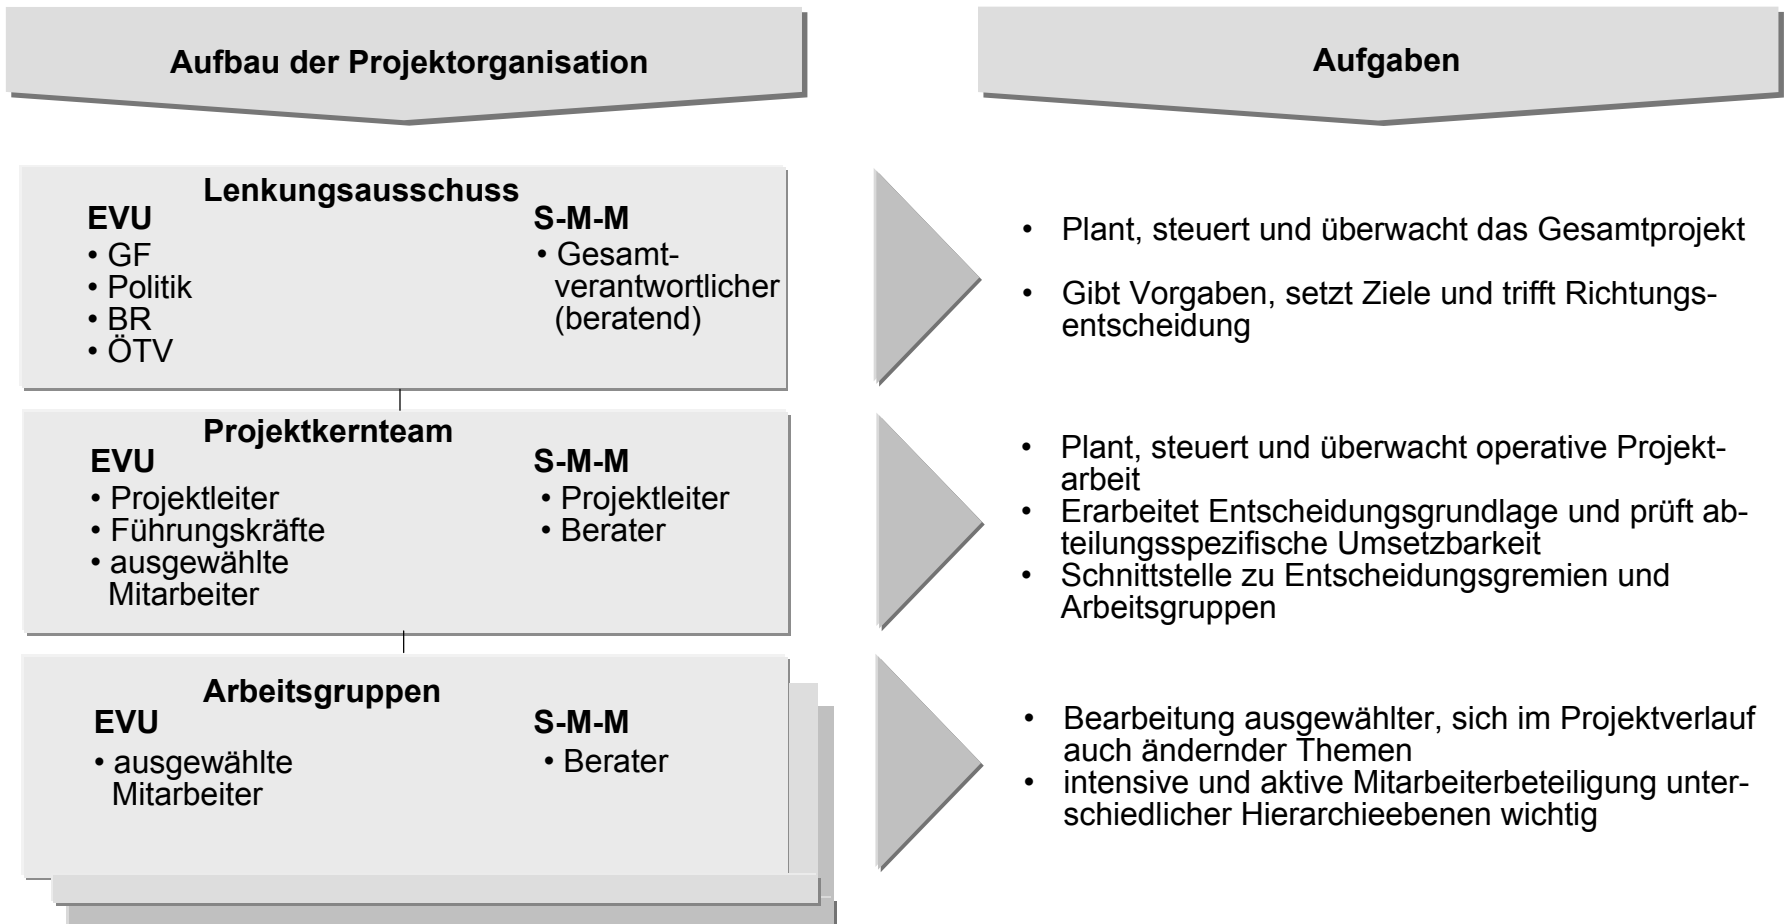 Aufbau der Projektorganisation
Aufgaben
Lenkungsausschuss
EVU
• GF
• Politik
• BR
• ÖTV
S-M-M
• Gesamt-
verantwortlicher
(beratend)
• Plant, steuert und überwacht das Gesamtprojekt
• Gibt Vorgaben, setzt Ziele und trifft Richtungs-
entscheidung
Projektkernteam
EVU
• Projektleiter
• Führungskräfte
• ausgewählte
Mitarbeiter
S-M-M
• Projektleiter
• Berater
• Plant, steuert und überwacht operative Projekt-
arbeit
• Erarbeitet Entscheidungsgrundlage und prüft ab-
teilungsspezifische Umsetzbarkeit
• Schnittstelle zu Entscheidungsgremien und
Arbeitsgruppen
Arbeitsgruppen
EVU
• ausgewählte
Mitarbeiter
S-M-M
• Berater
• Bearbeitung ausgewählter, sich im Projektverlauf
auch ändernder Themen
• intensive und aktive Mitarbeiterbeteiligung unter-
schiedlicher Hierarchieebenen wichtig